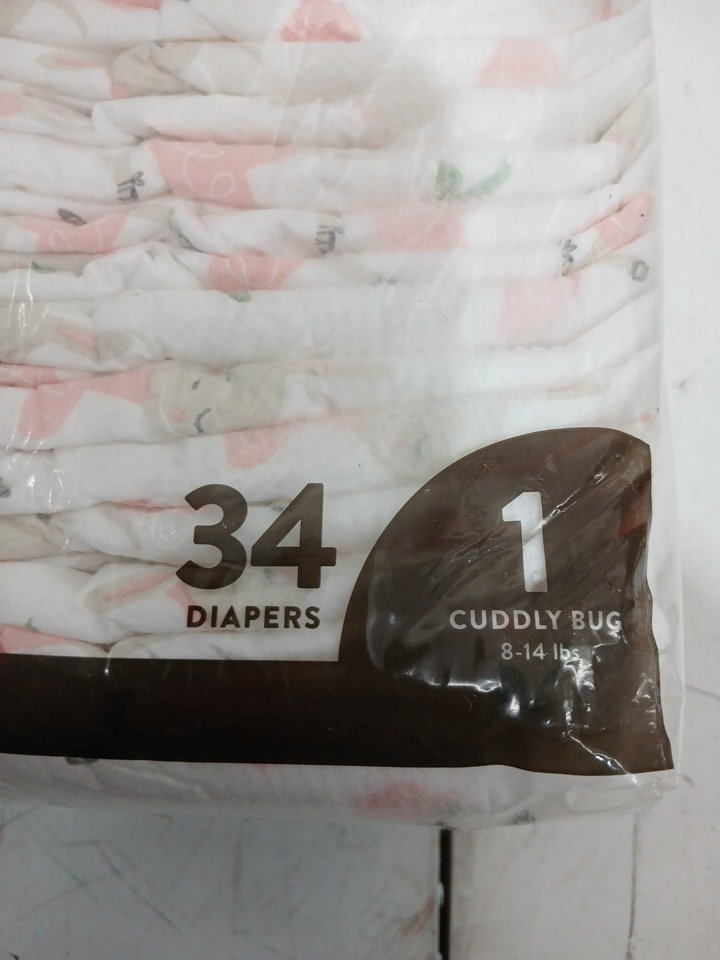 34
DIAPERS
1
CUDDLY BUG
8-14 lbs